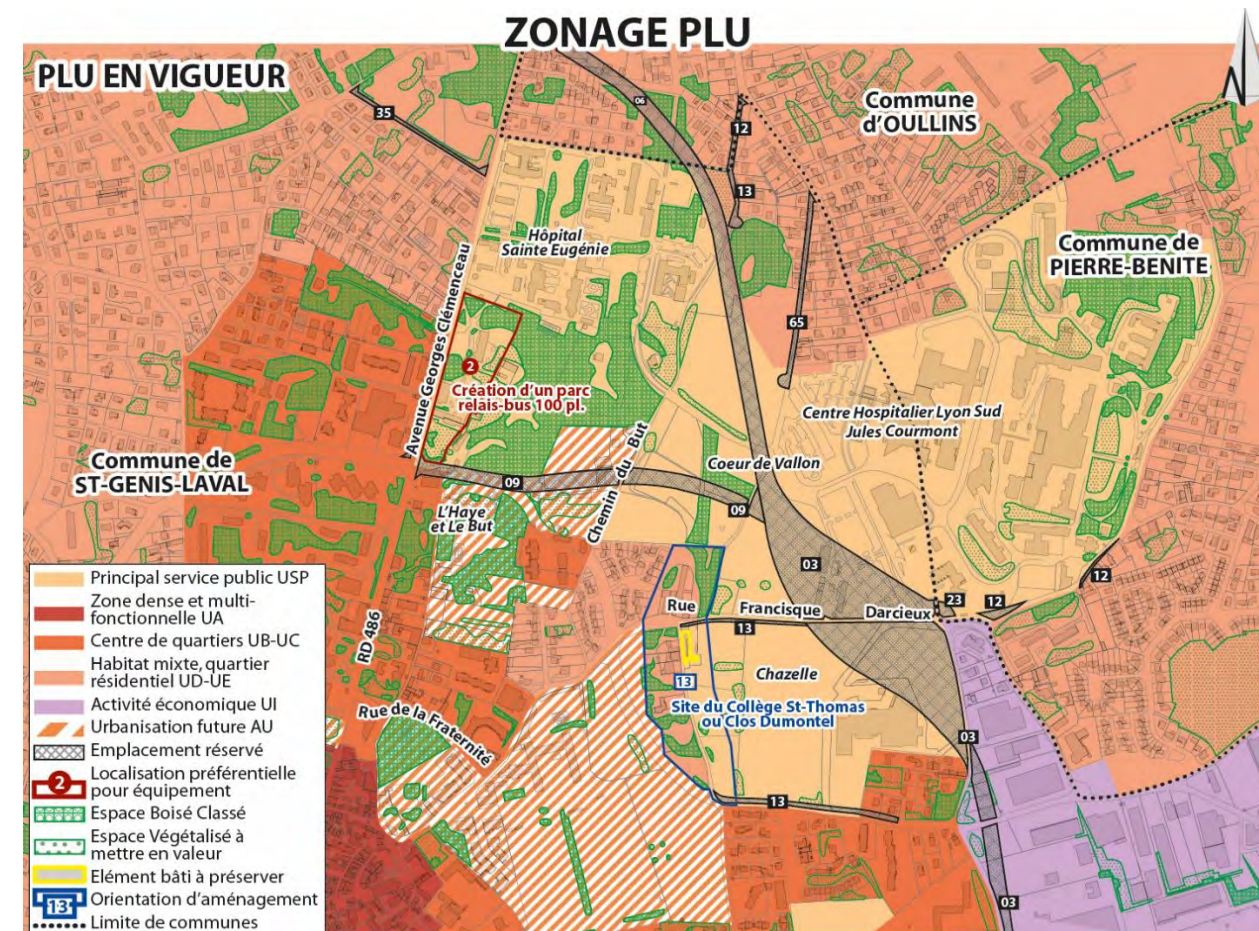 ZONAGE PLU
PLU EN VIGUEUR
N
35
06
12
13
Commune
d'OULLINS
Hôpital
Sainte Eugénie
Commune de
PIERRE-BENITE
Avenue Georges Clémenceau
65
2
Création d'un parc
relais-bus 100 pl.
Centre Hospitalier Lyon Sud
Jules Courmont
Commune de
ST-GENIS-LAVAL
Chemin du But
Coeur de Vallon
09
09
L'Haye
et Le But
03
12
23
12
Rue Francisque Darcieux
13
RD 486
Chazelle
13
Site du Collège St-Thomas
ou Clos Dumontel
Rue de la Fraternité
03
13
03
Principal service public USP
Zone dense et multi-
fonctionnelle UA
Centre de quartiers UB-UC
Habitat mixte, quartier
résidentiel UD-UE
Activité économique UI
Urbanisation future AU
Emplacement réservé
2
Localisation préférentielle
pour équipement
Espace Boisé Classé
Espace Végétalisé à
mettre en valeur
Elément bâti à préserver
13
Orientation d'aménagement
Limite de communes